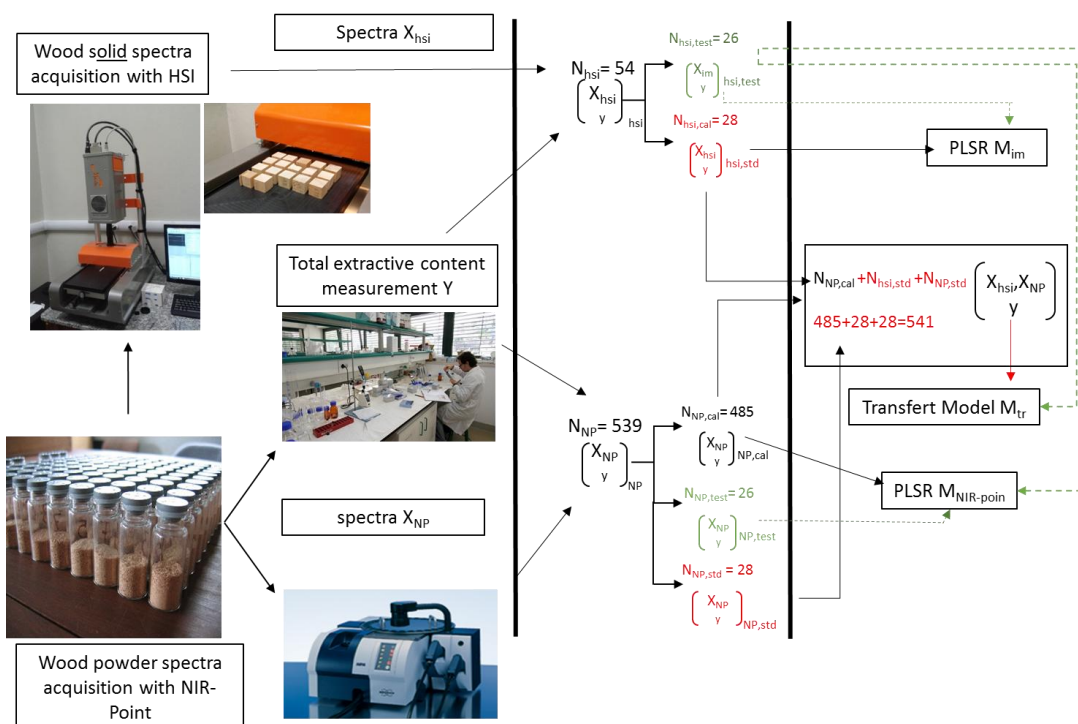 Wood solid spectra
acquisition with HSI
Spectra Xhsi
Total extractive content
measurement Y
spectra XNP
Wood powder spectra
acquisition with NIR-
Point
Nhsi = 54
Xhsi
y
hsi
Nhsi,test = 26
Xim
y
hsi,test
Nhsi,cal = 28
Xhsi
y
hsi,std
NNP = 539
XNP
y
NP
NNP,cal = 485
XNP
y
NP,cal
NNP,test = 26
XNP
y
NP,test
NNP,std = 28
XNP
y
NP,std
PLSR Mim
NNP,cal +Nhsi,std +NNP,std
Xhsi,XNP
y
485+28+28=541
Transfert Model Mtr
PLSR MNIR-poin